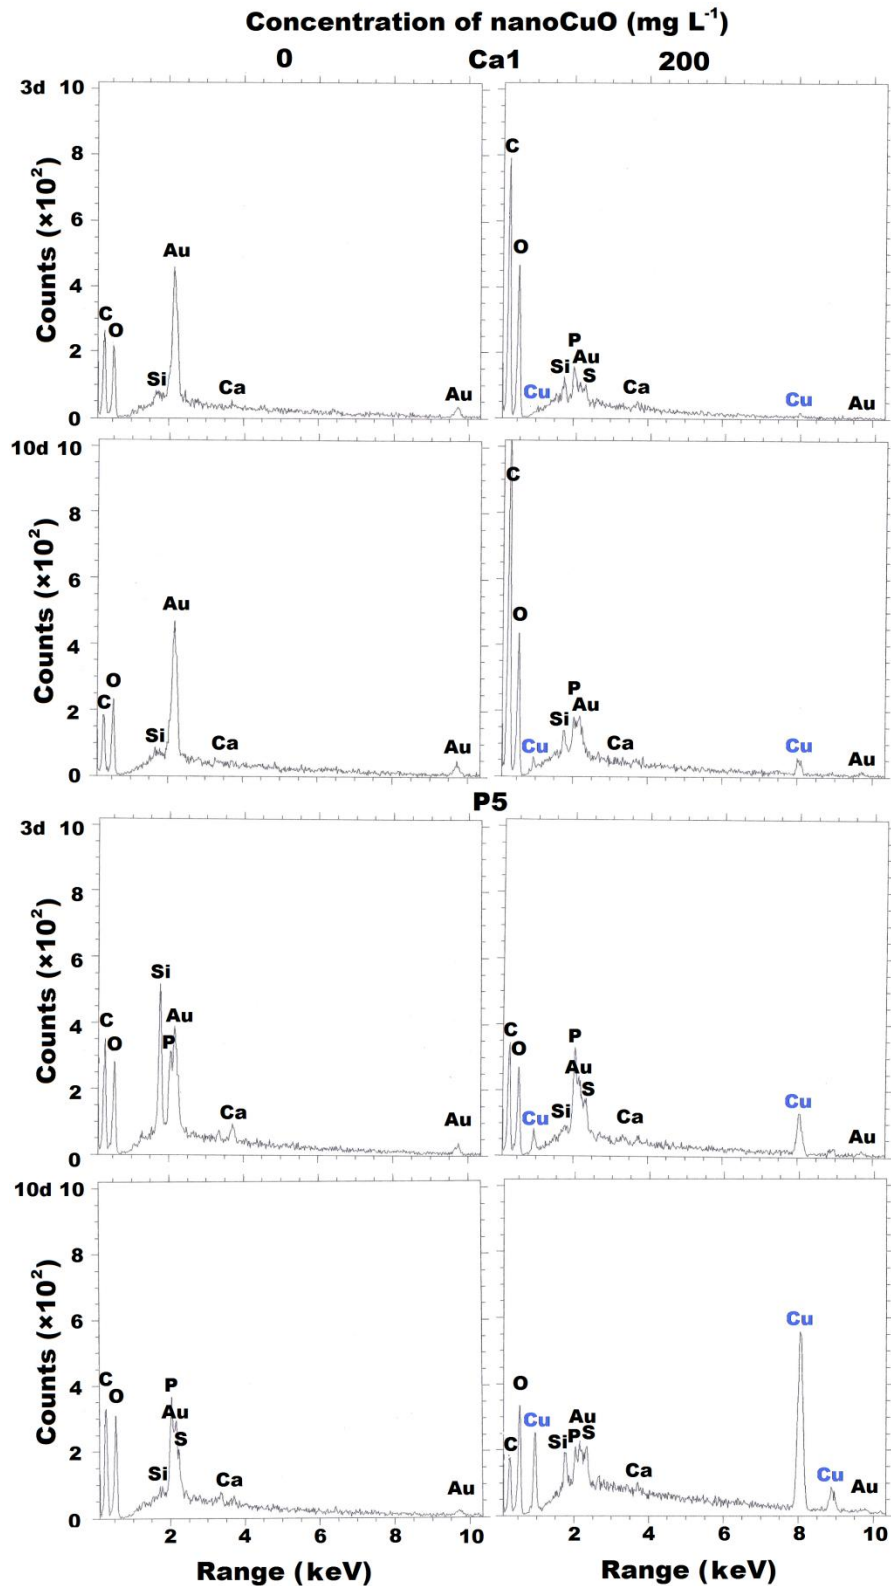 Concentration of nanoCuO (mg L-1)
0 Ca1 200
3d 10
8
6
4
2
0
Counts (×10²)
C O Si Au Ca Au
C O Cu Si P Au S Ca Cu Au
10d 10
8
6
4
2
0
Counts (×10²)
C O Si Au Ca Au
C O Cu Si P Au Ca Cu Au
P5
3d 10
8
6
4
2
0
Counts (×10²)
C O Si P Au Ca Au
C O Cu Si P Au S Ca Cu Au
10d 10
8
6
4
2
0
Counts (×10²)
C O Si P Au S Ca Au
C O Cu Si P Au S Ca Cu Cu Au
2 4 6 8 10 2 4 6 8 10
Range (keV) Range (keV)